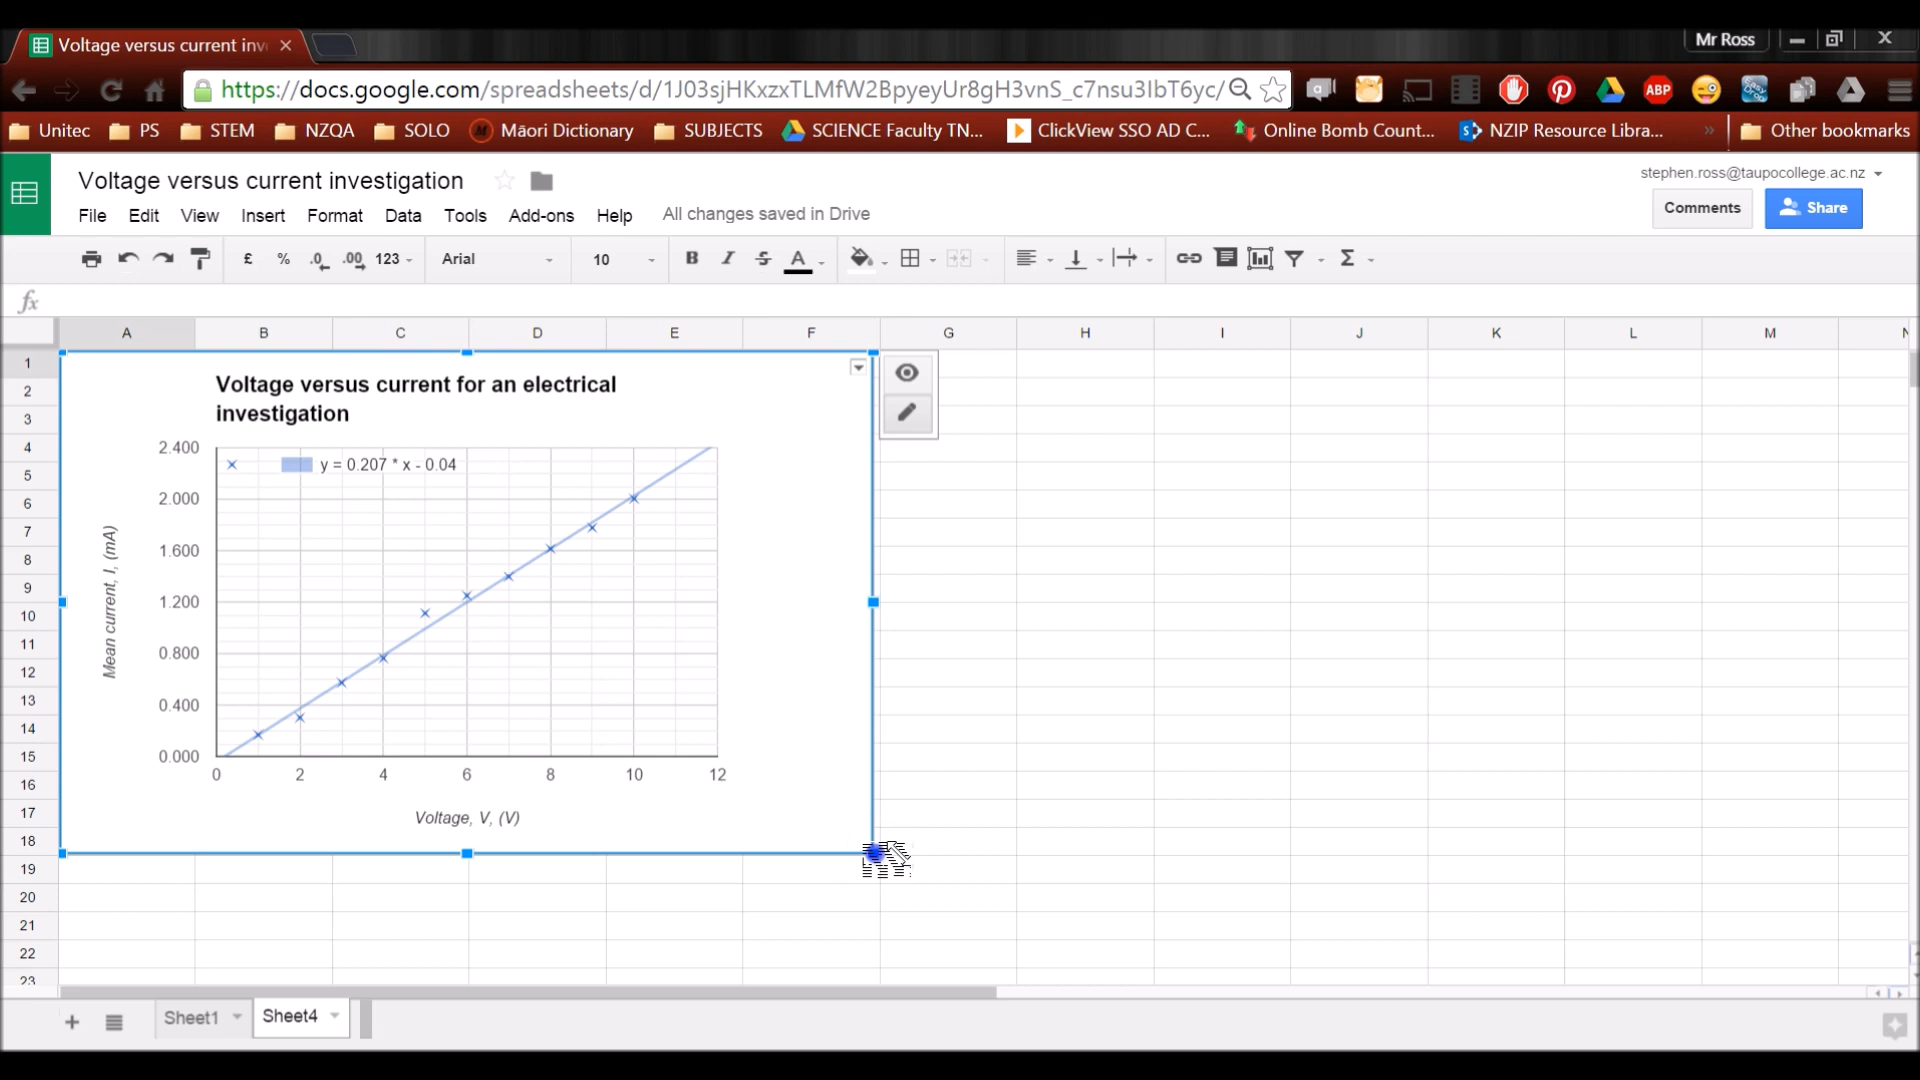 Voltage versus current inv
Mr Ross
https://docs.google.com/spreadsheets/d/1J03sjHKxzxTLMfW2BpyeyUr8gH3vnS_c7nsu3IbT6yc/
ABP
Unitec PS STEM NZQA SOLO Māori Dictionary SUBJECTS SCIENCE Faculty TN... ClickView SSO AD C... Online Bomb Count... NZIP Resource Libra... » Other bookmarks
Voltage versus current investigation
stephen.ross@taupocollege.ac.nz
File Edit View Insert Format Data Tools Add-ons Help All changes saved in Drive
Comments Share
£ % .0 .00 123 Arial 10 B I S A Σ
fx
A B C D E F G H I J K L M N
1
2
3
4
5
6
7
8
9
10
11
12
13
14
15
16
17
18
19
20
21
22
23
Voltage versus current for an electrical
investigation
y = 0.207 * x - 0.04
2.400
2.000
1.600
1.200
0.800
0.400
0.000
Mean current, I, (mA)
0 2 4 6 8 10 12
Voltage, V, (V)
Sheet1 Sheet4